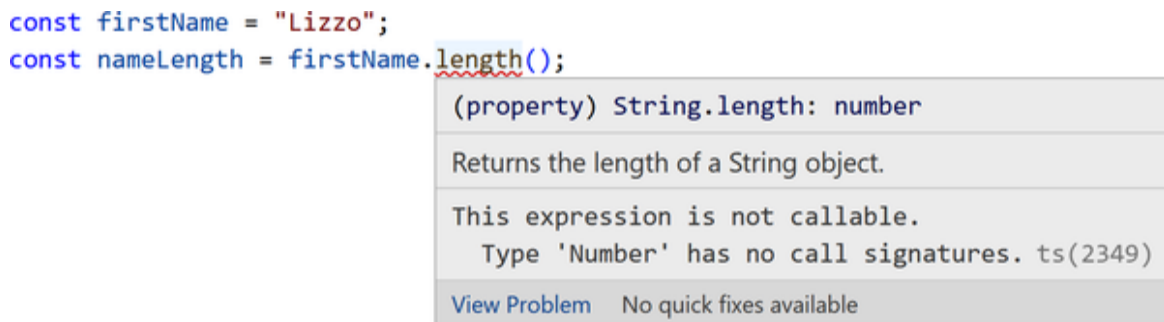 const firstName = "Lizzo";
const nameLength = firstName.length();
(property) String.length: number
Returns the length of a String object.
This expression is not callable.
Type 'Number' has no call signatures. ts(2349)
View Problem No quick fixes available